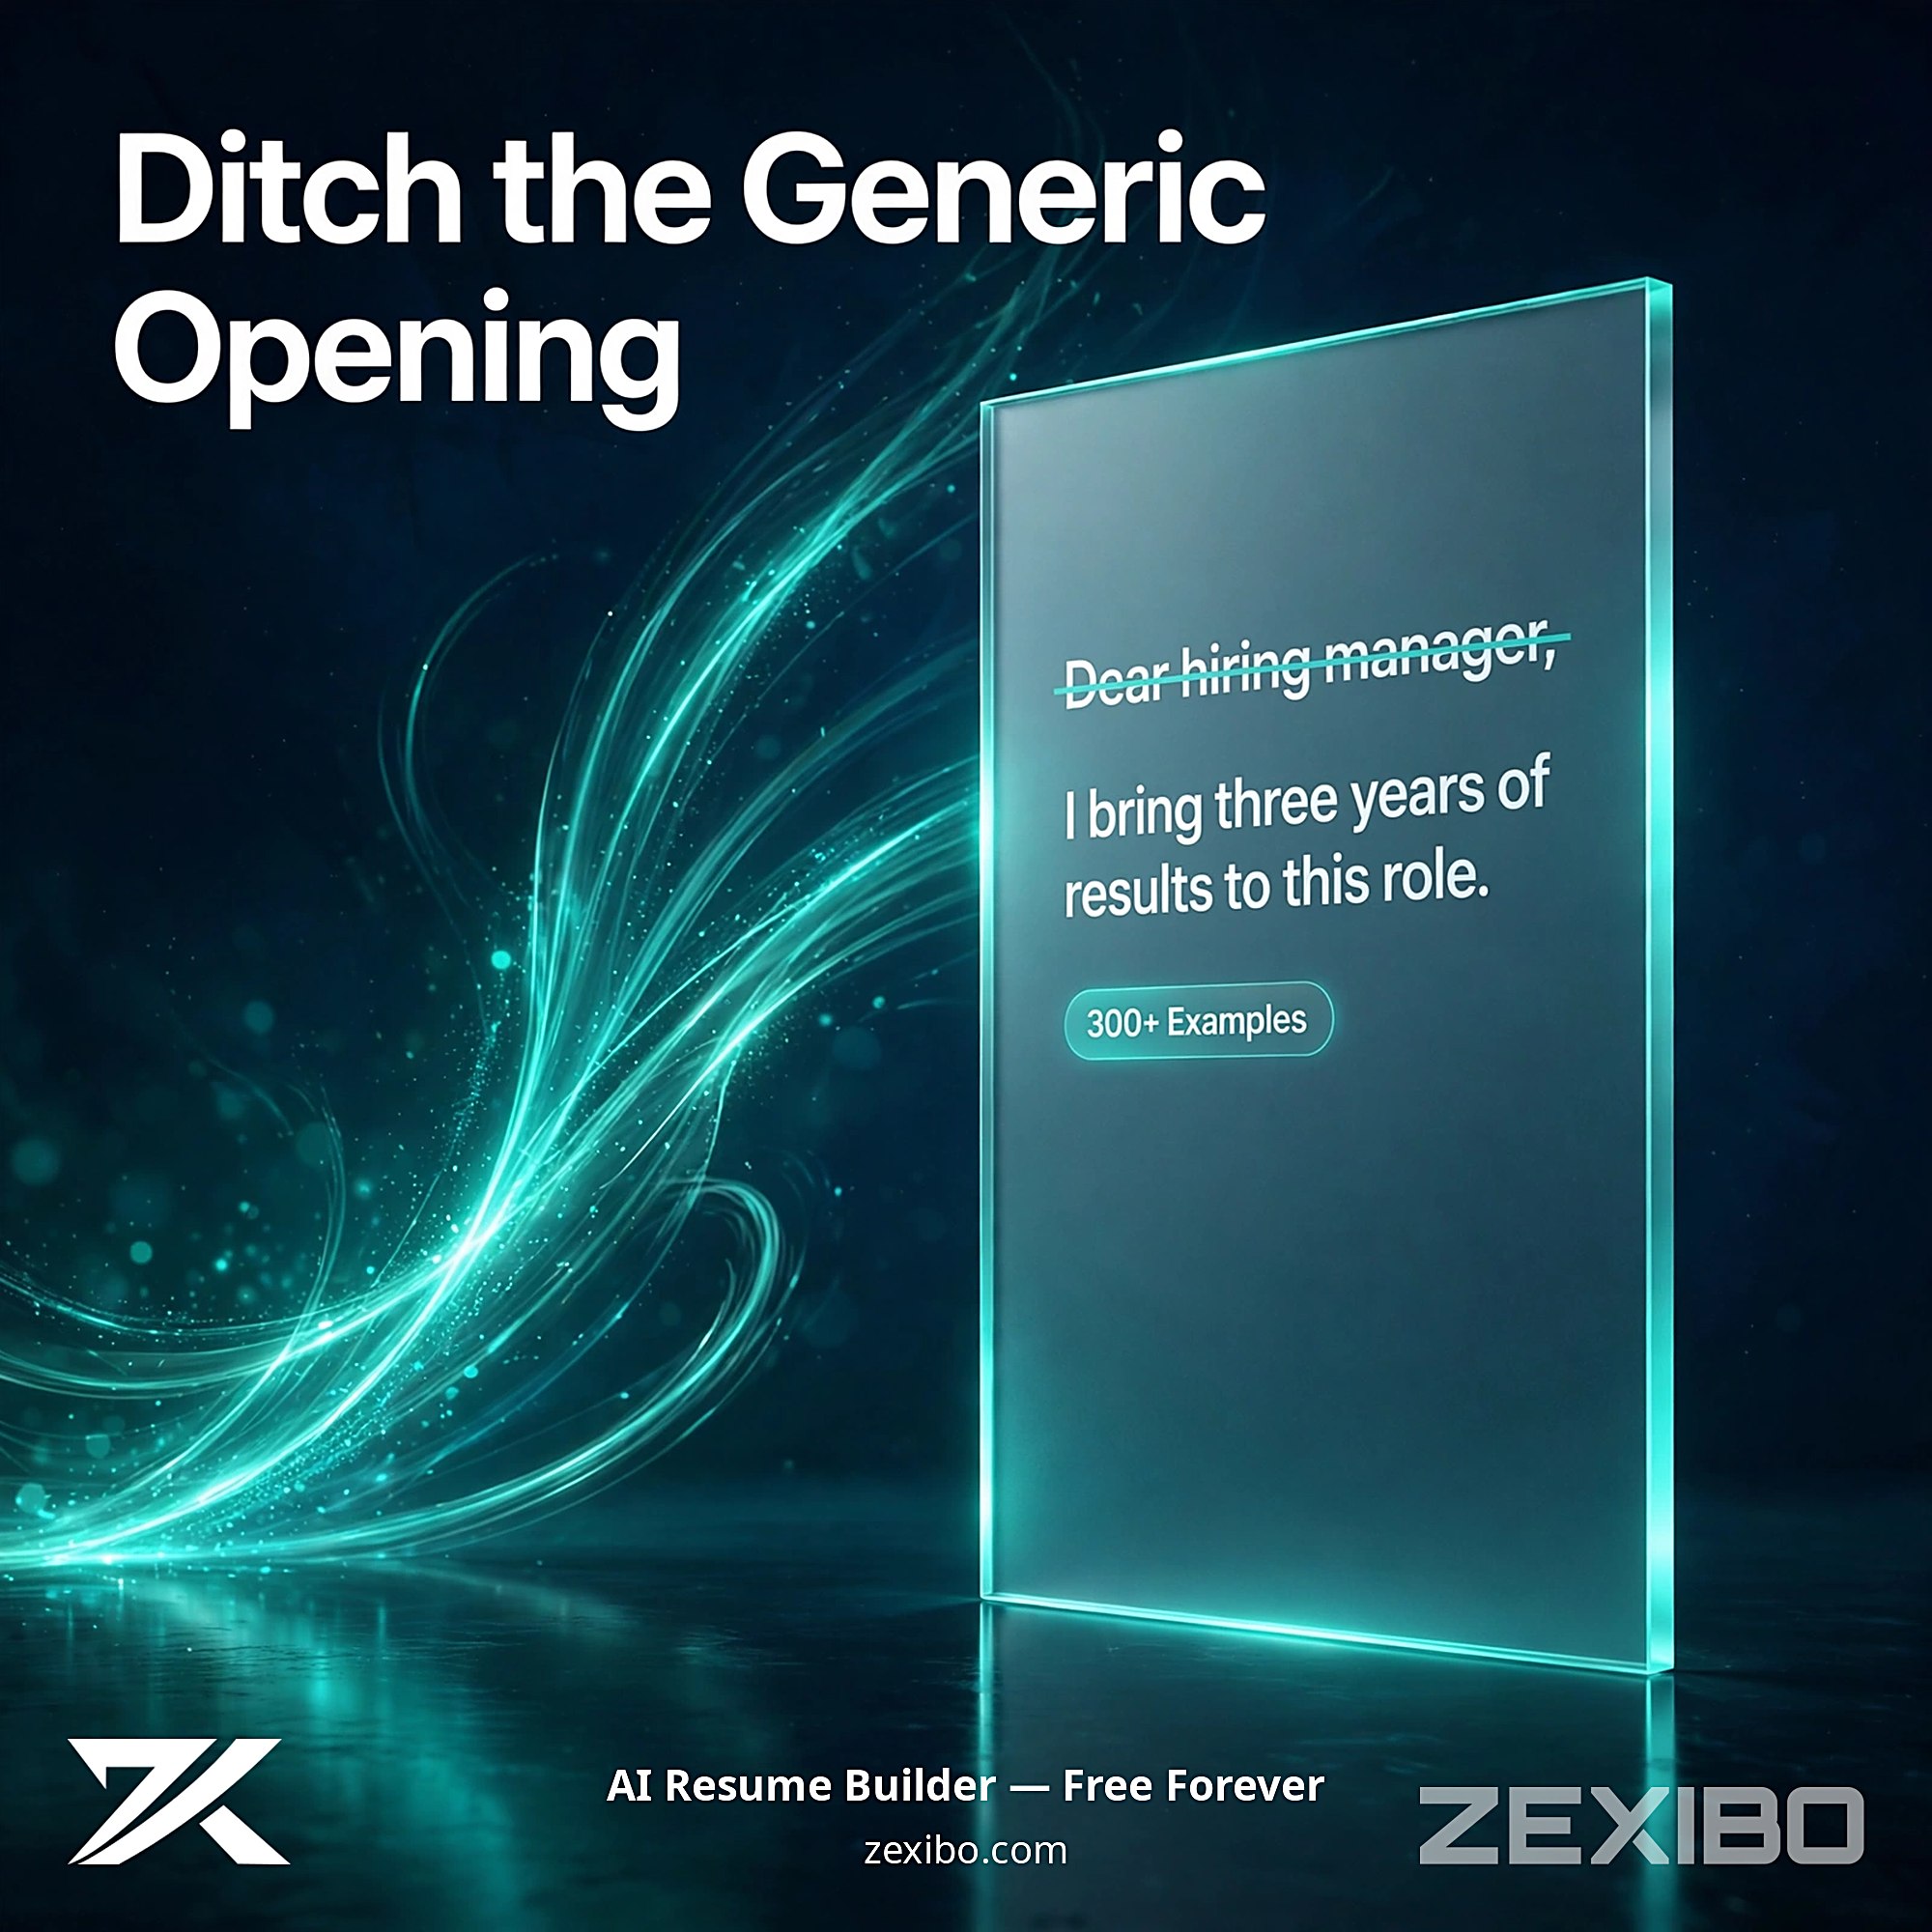 Ditch the Generic
Opening
Dear hiring manager,
I bring three years of
results to this role.
300+ Examples
AI Resume Builder — Free Forever
zexibo.com
ZEXIBO